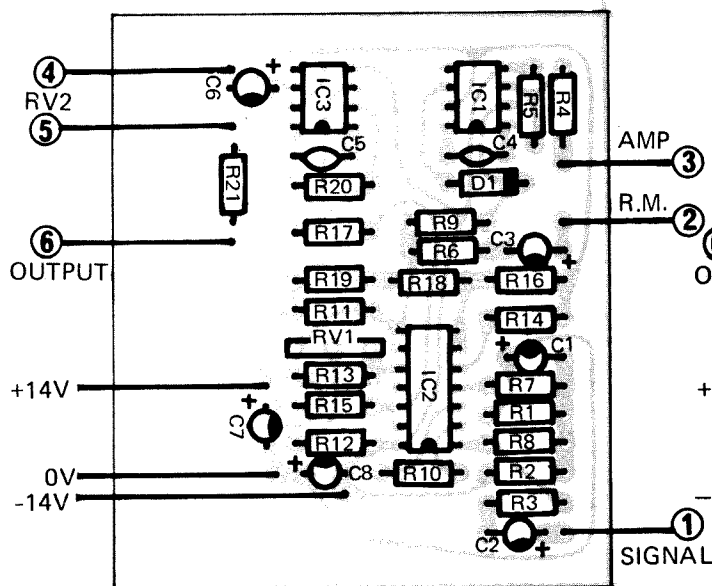 4
RV2
5
6
OUTPUT
+14V
0V
-14V
C6
+
IC3
C5
R21
R20
R17
R19
R11
RV1
R13
R15
+
C7
R12
+
C8
R10
IC1
C4
R5
R4
D1
R9
R6
R18
C3
+
R16
R14
+
C1
IC2
R7
R1
R8
R2
R3
C2
+
AMP
3
R.M.
2
1
SIGNAL
O
+
–